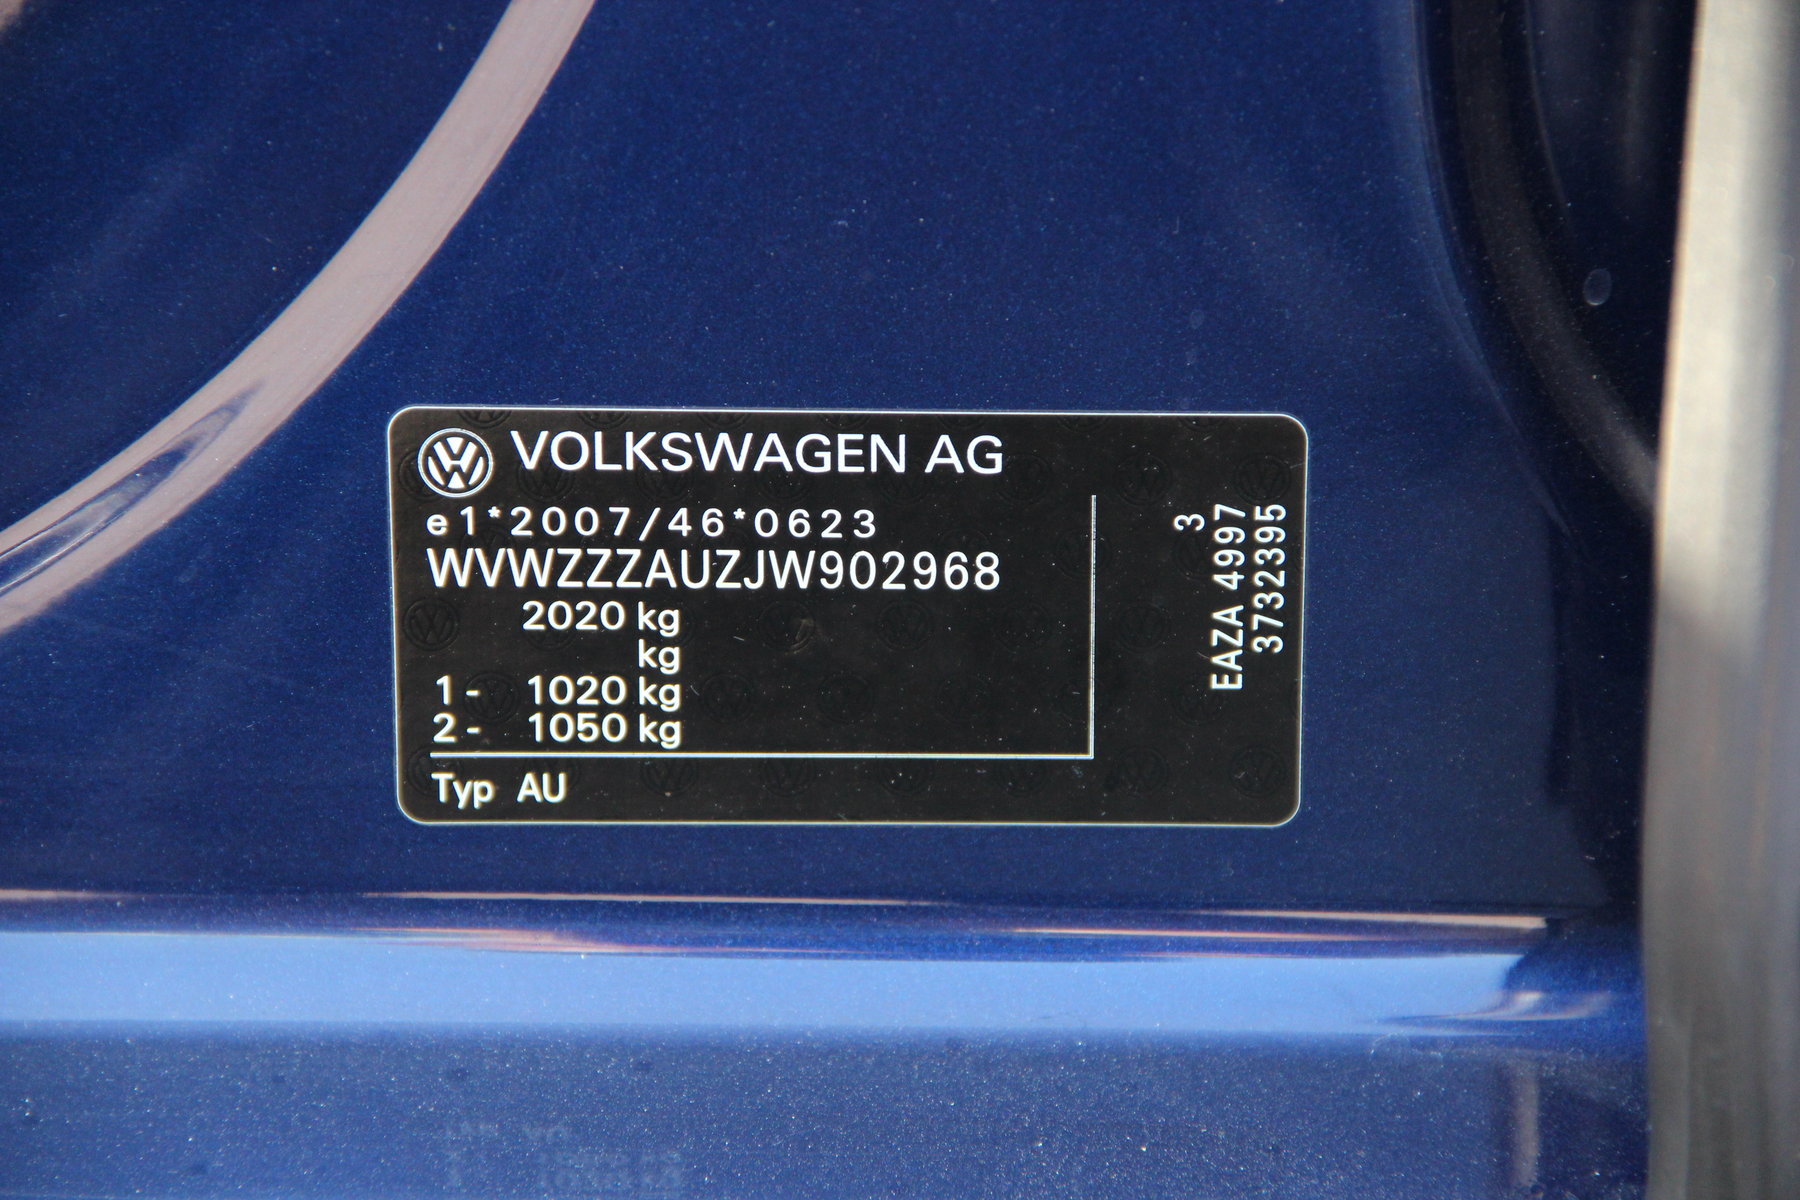 VOLKSWAGEN AG
e1*2007/46*0623
WVWZZZAUZJW902968
2020 kg
kg
1 - 1020 kg
2 - 1050 kg
Typ AU
3
EAZA 4997
3732395